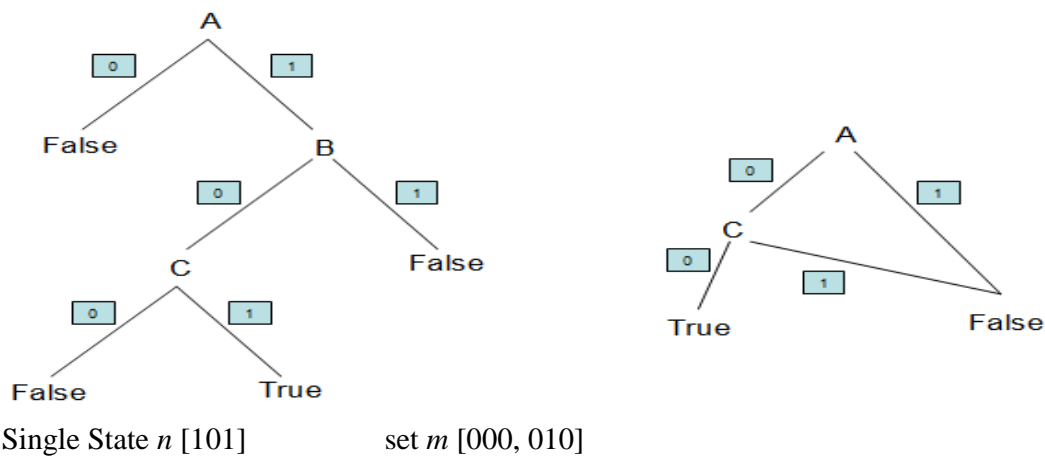 A
0 1
False
B
A
0
1
0 1
C
C
False
0
1
0 1
True
False
False
True
Single State n [101] set m [000, 010]